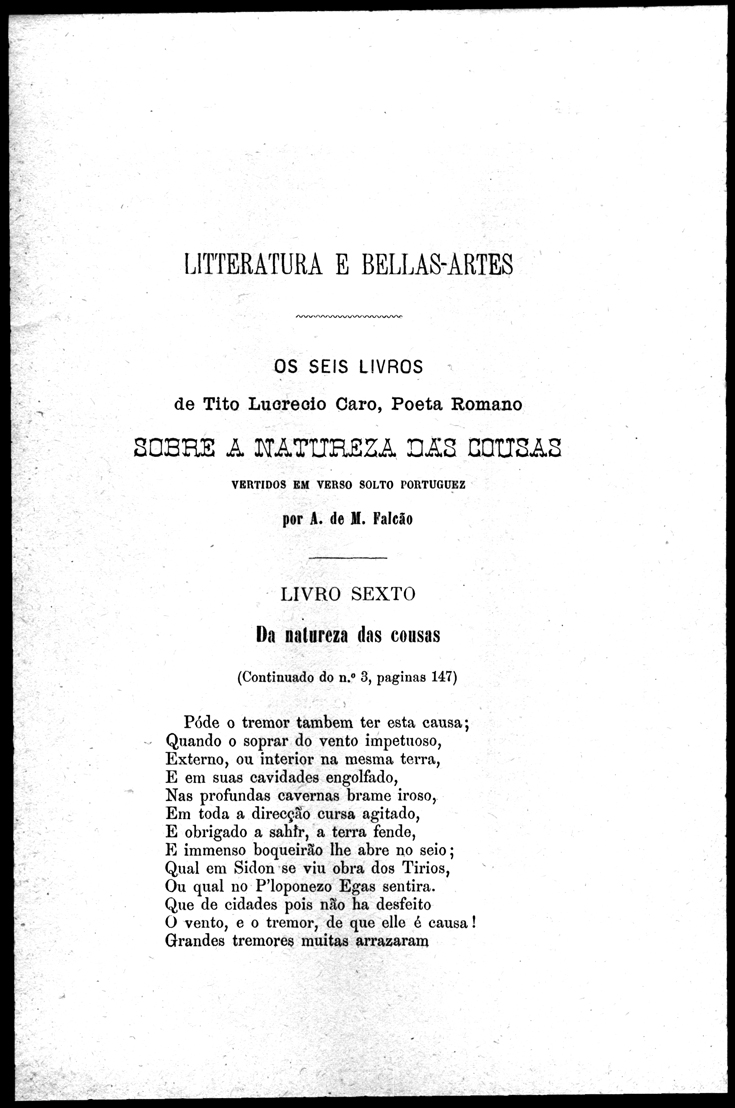 LITTERATURA E BELLAS-ARTES
OS SEIS LIVROS
de Tito Lucrecio Caro, Poeta Romano
SOBRE A NATUREZA DAS COUSAS
VERTIDOS EM VERSO SOLTO PORTUGUEZ
por A. de M. Falcão
LIVRO SEXTO
Da natureza das cousas
(Continuado do n.º 3, paginas 147)
Póde o tremor tambem ter esta causa;
Quando o soprar do vento impetuoso,
Externo, ou interior na mesma terra,
E em suas cavidades engolfado,
Nas profundas cavernas brame iroso,
Em toda a direcção cursa agitado,
E obrigado a sahir, a terra fende,
E immenso boqueirão lhe abre no seio;
Qual em Sidon se viu obra dos Tirios,
Ou qual no P'loponezo Egas sentira.
Que de cidades pois não ha desfeito
O vento, e o tremor, de que elle é causa!
Grandes tremores muitas arrazaram